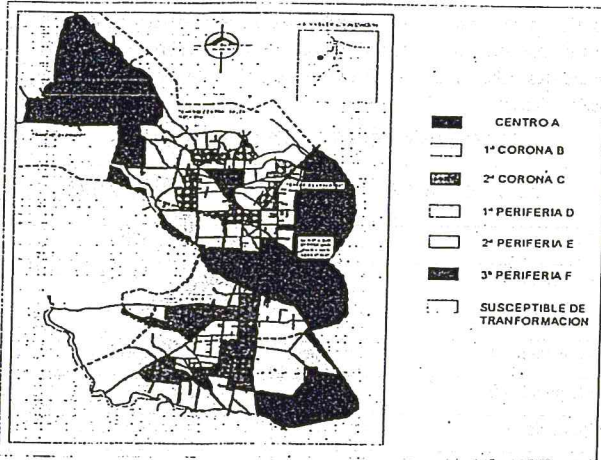 CENTRO A
1ª CORONA B
2ª CORONA C
1ª PERIFERIA D
2ª PERIFERIA E
3ª PERIFERIA F
SUSCEPTIBLE DE
TRANFORMACION